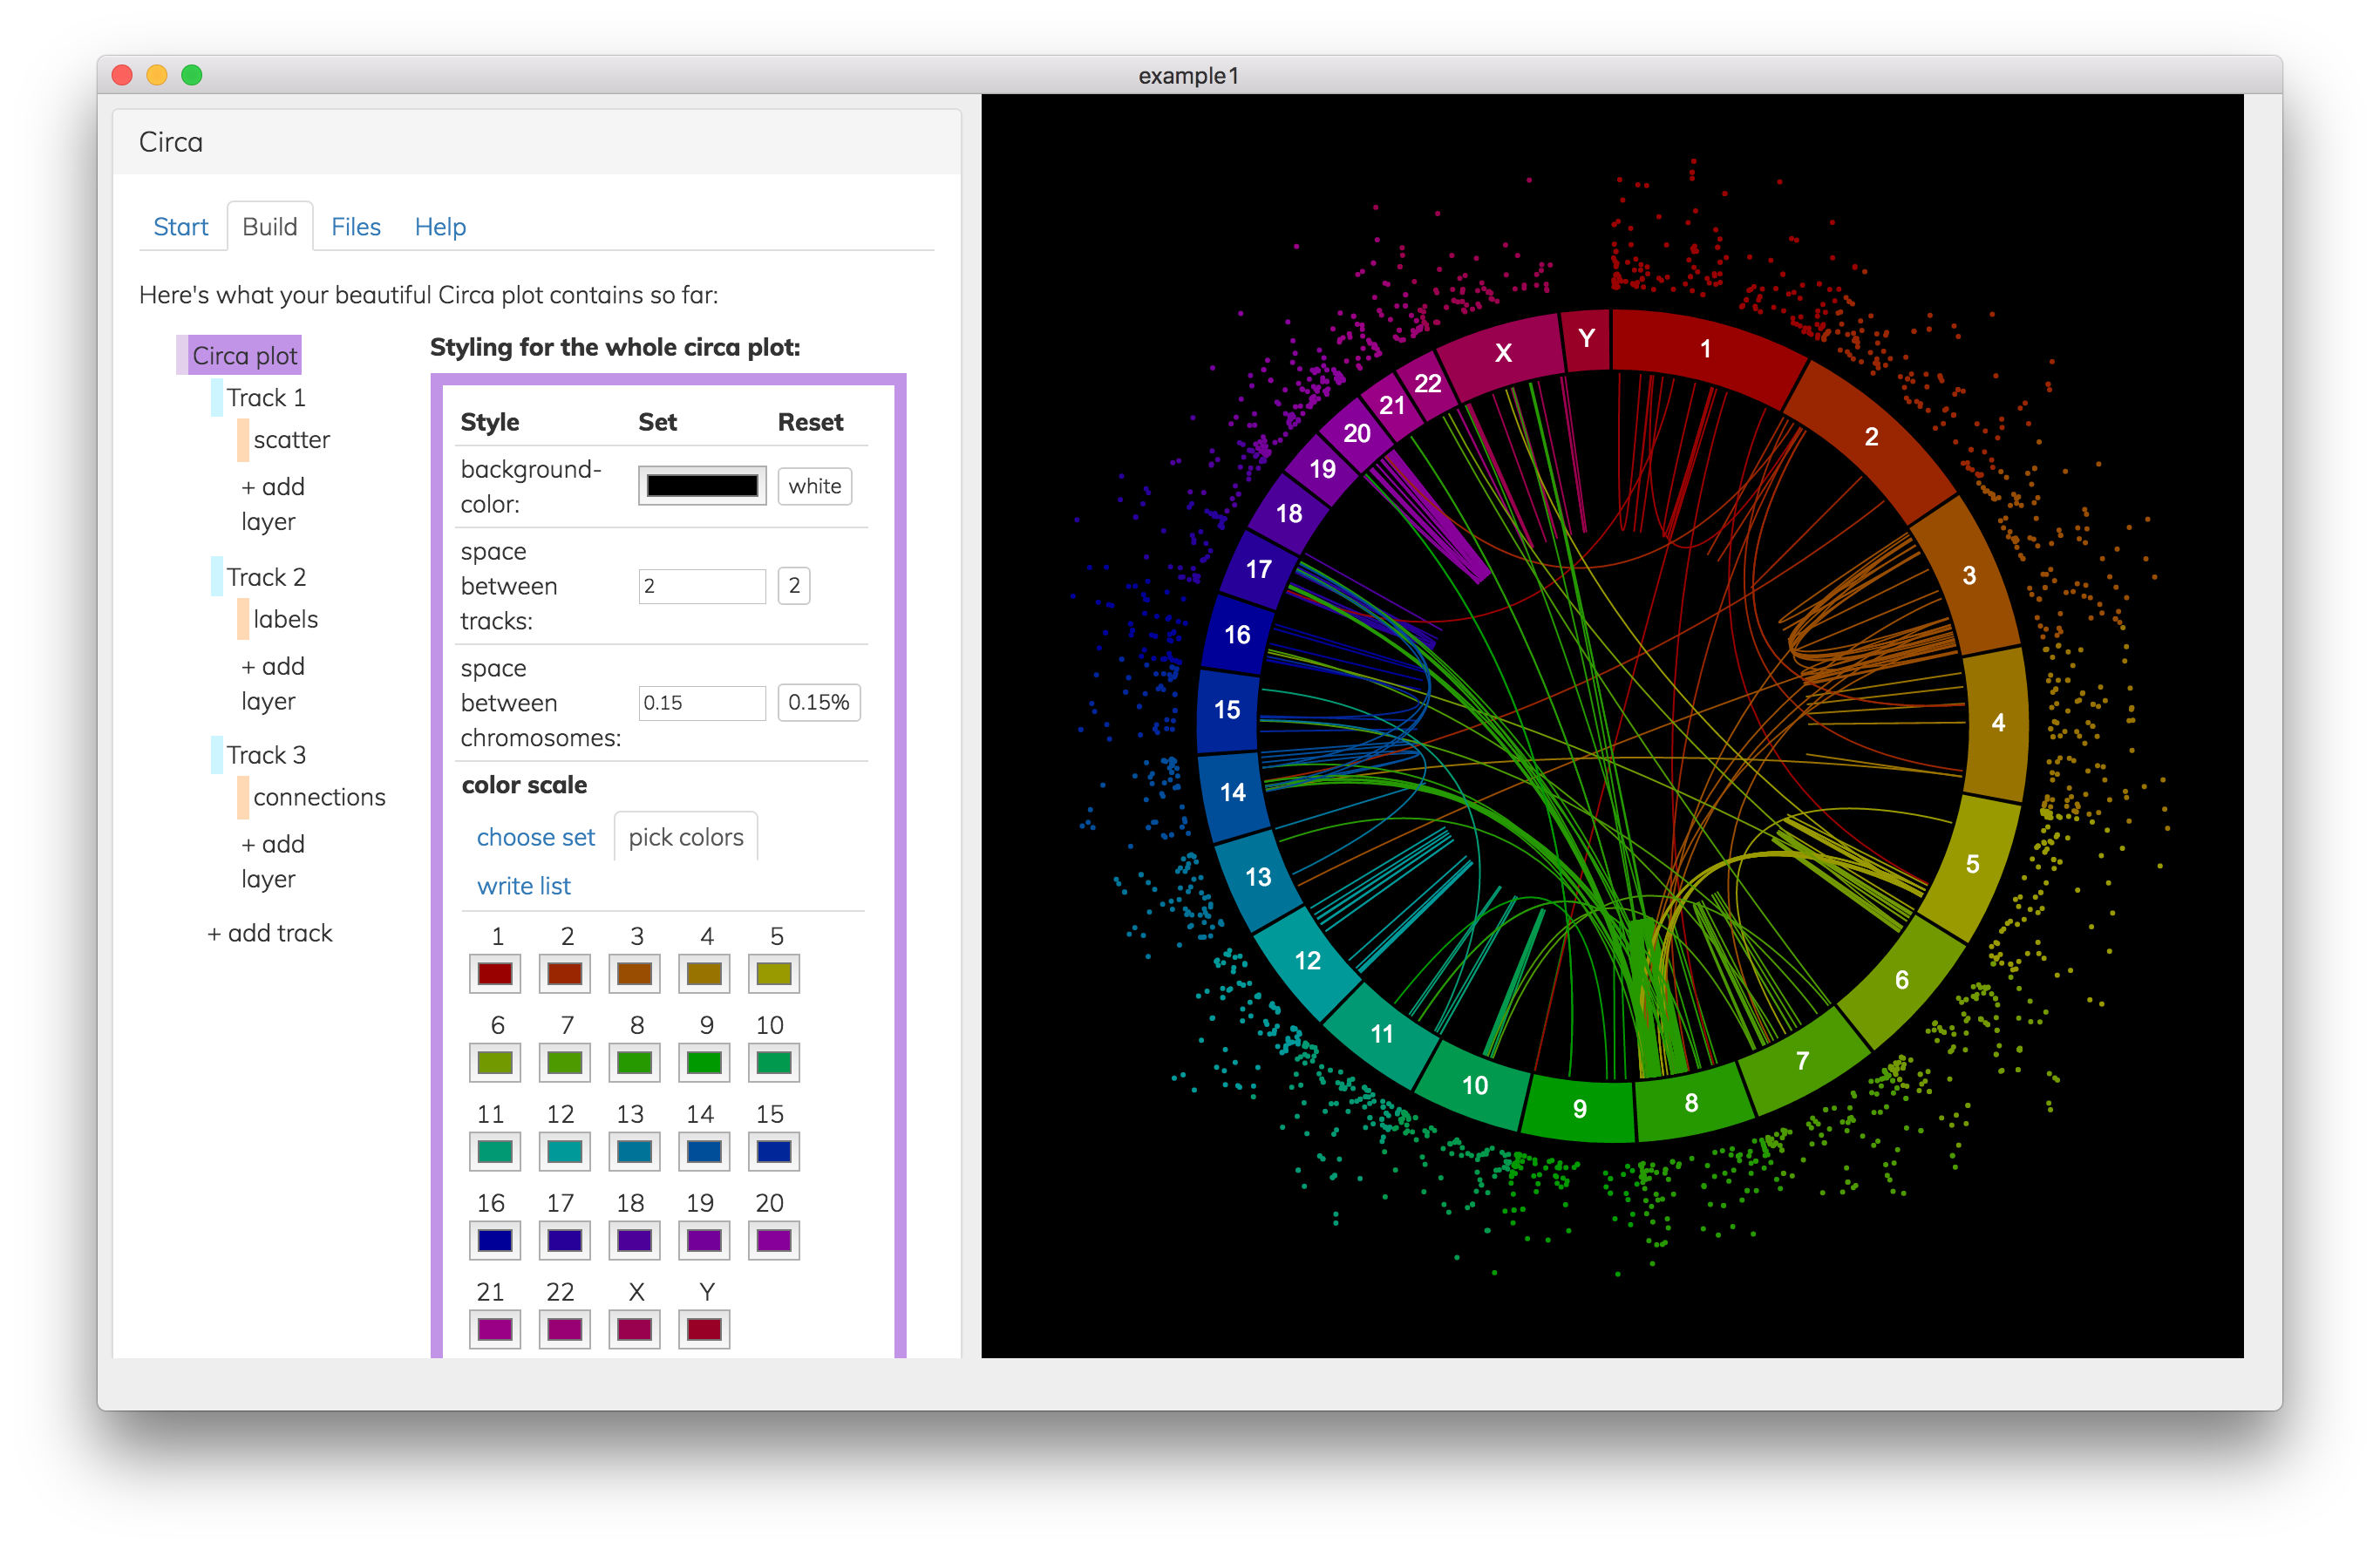 example1
Circa
Start Build Files Help
Here's what your beautiful Circa plot contains so far:
Circa plot
Track 1
scatter
+ add
layer
Track 2
labels
+ add
layer
Track 3
connections
+ add
layer
+ add track
Styling for the whole circa plot:
Style Set Reset
background-
color:
white
space
between
tracks:
2 2
space
between
chromosomes:
0.15 0.15%
color scale
choose set pick colors
write list
1 2 3 4 5
6 7 8 9 10
11 12 13 14 15
16 17 18 19 20
21 22 X Y
1
2
3
4
5
6
7
8
9
10
11
12
13
14
15
16
17
18
19
20
21
22
X
Y